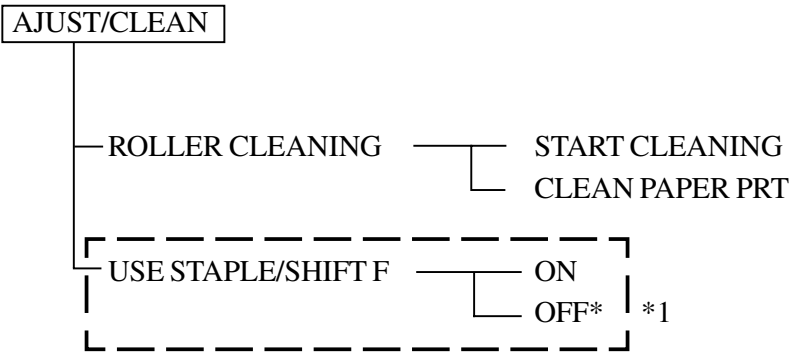 AJUST/CLEAN
ROLLER CLEANING START CLEANING
CLEAN PAPER PRT
USE STAPLE/SHIFT F ON
OFF* *1